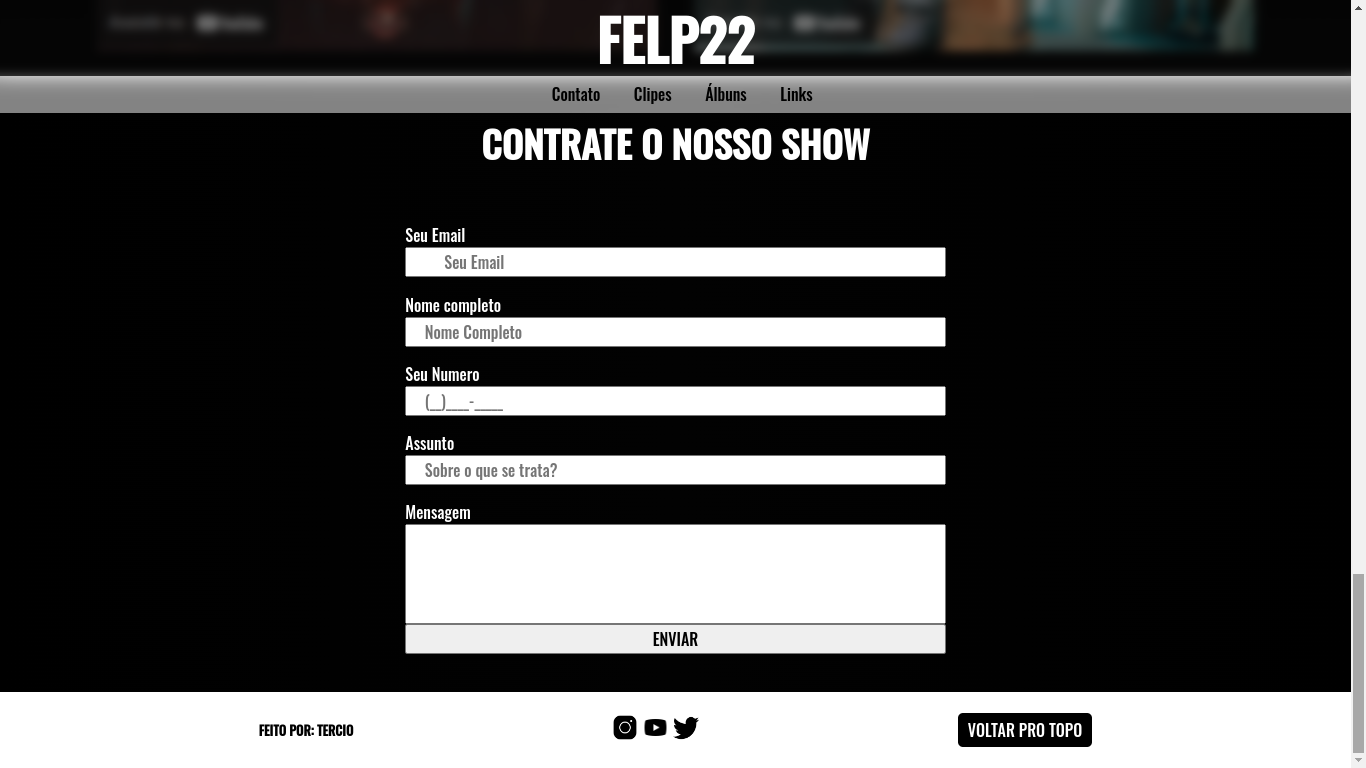 FELP22
Contato Clipes Álbuns Links
CONTRATE O NOSSO SHOW
Seu Email
Seu Email
Nome completo
Nome Completo
Seu Numero
(__)____-_____
Assunto
Sobre o que se trata?
Mensagem
ENVIAR
FEITO POR: TERCIO
VOLTAR PRO TOPO